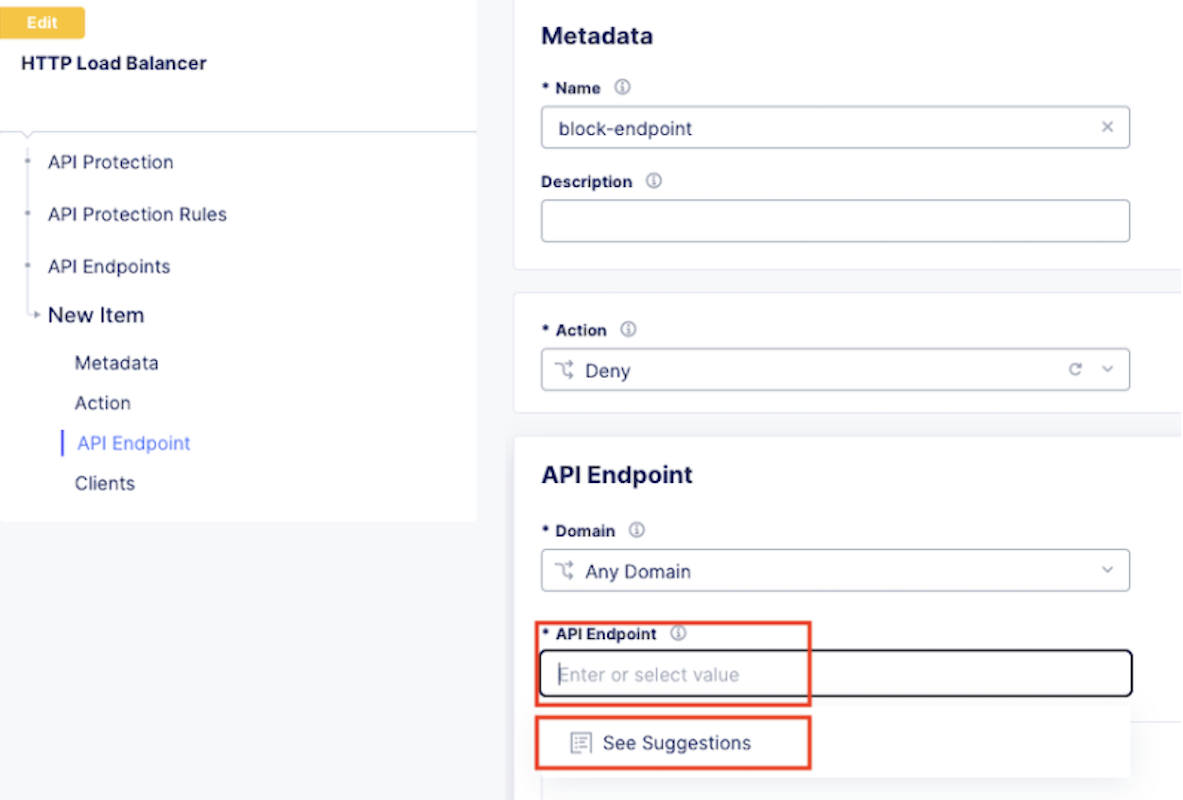 Edit
HTTP Load Balancer
API Protection
API Protection Rules
API Endpoints
New Item
Metadata
Action
API Endpoint
Clients
Metadata
* Name
block-endpoint
Description
* Action
Deny
API Endpoint
* Domain
Any Domain
* API Endpoint
Enter or select value
See Suggestions